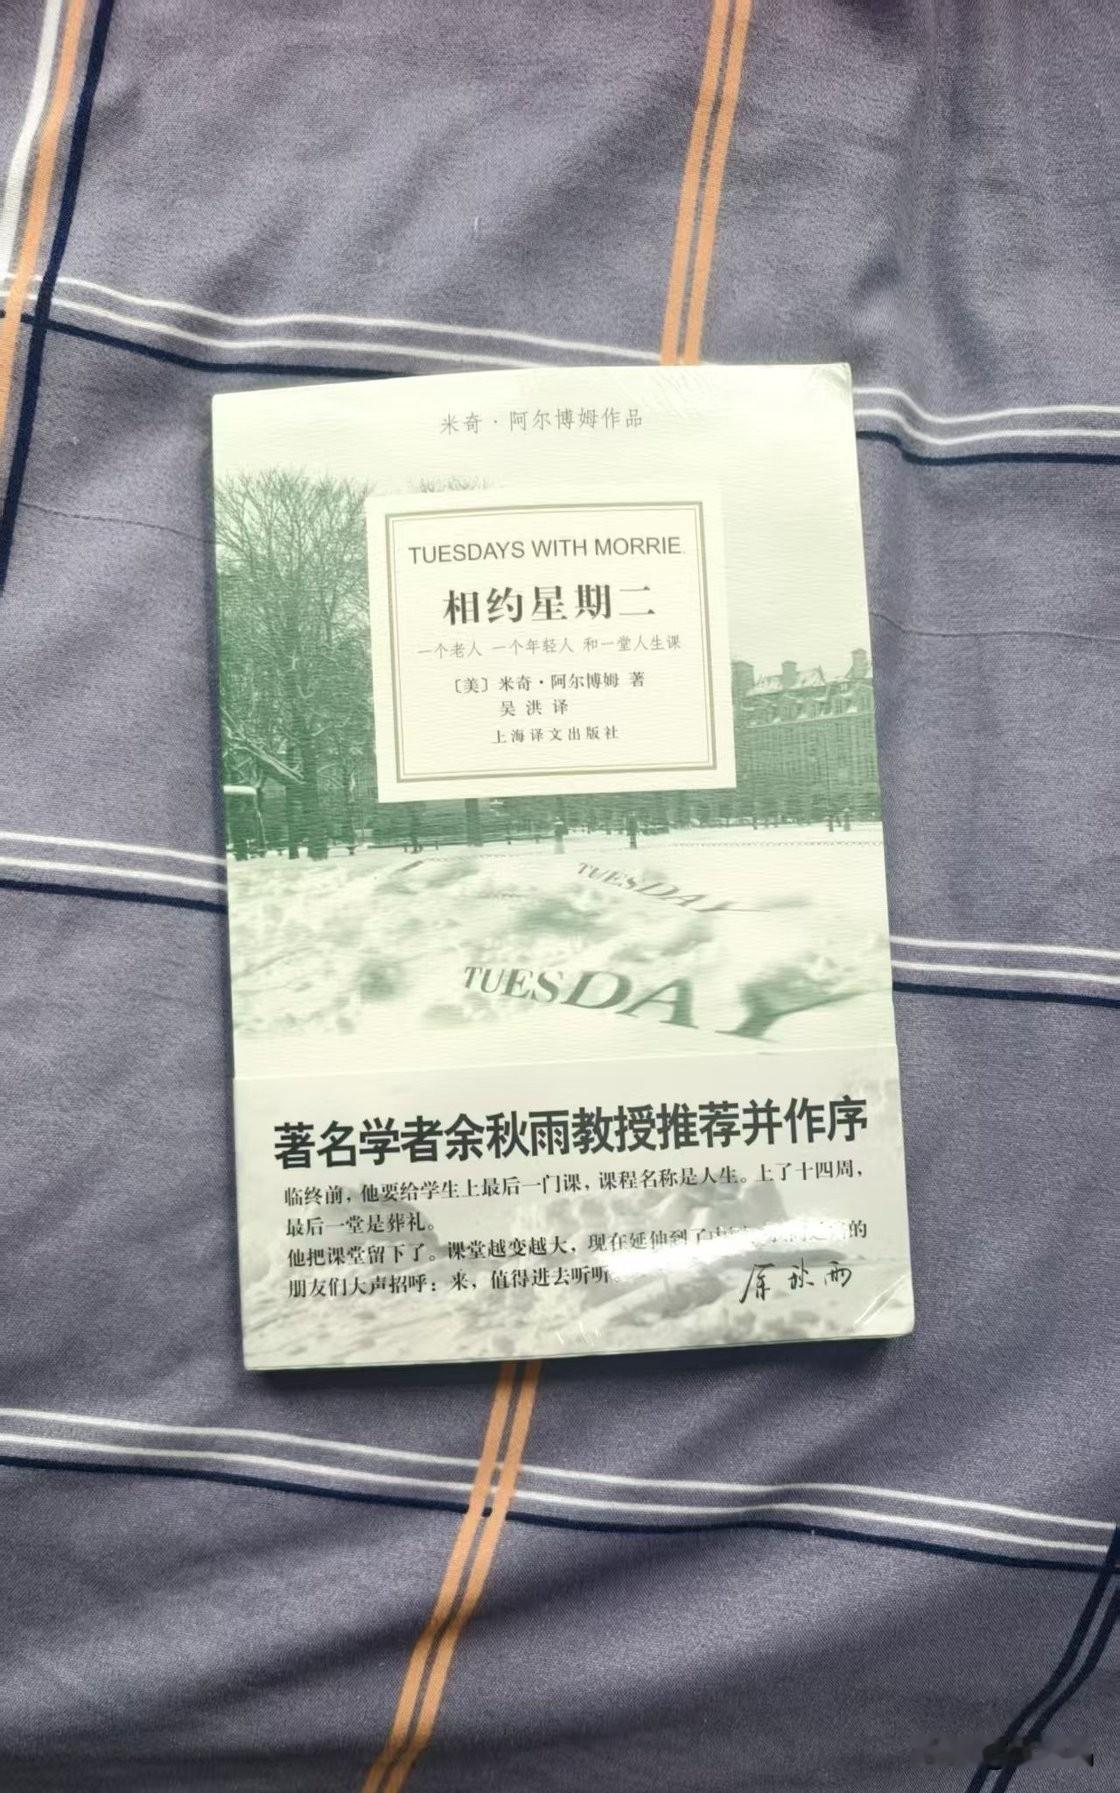 米奇·阿尔博姆作品
TUESDAYS WITH MORRIE
相约星期二
一个老人 一个年轻人 和一堂人生课
〔美〕米奇·阿尔博姆 著
吴洪 译
上海译文出版社
TUESDAY
TUESDAY
著名学者余秋雨教授推荐并作序
临终前，他要给学生上最后一门课，课程名称是人生。上了十四周，
最后一堂是葬礼。
他把课堂留下了。课堂越变越大，现在延伸到了 的
朋友们大声招呼：来，值得进去听听
余秋雨